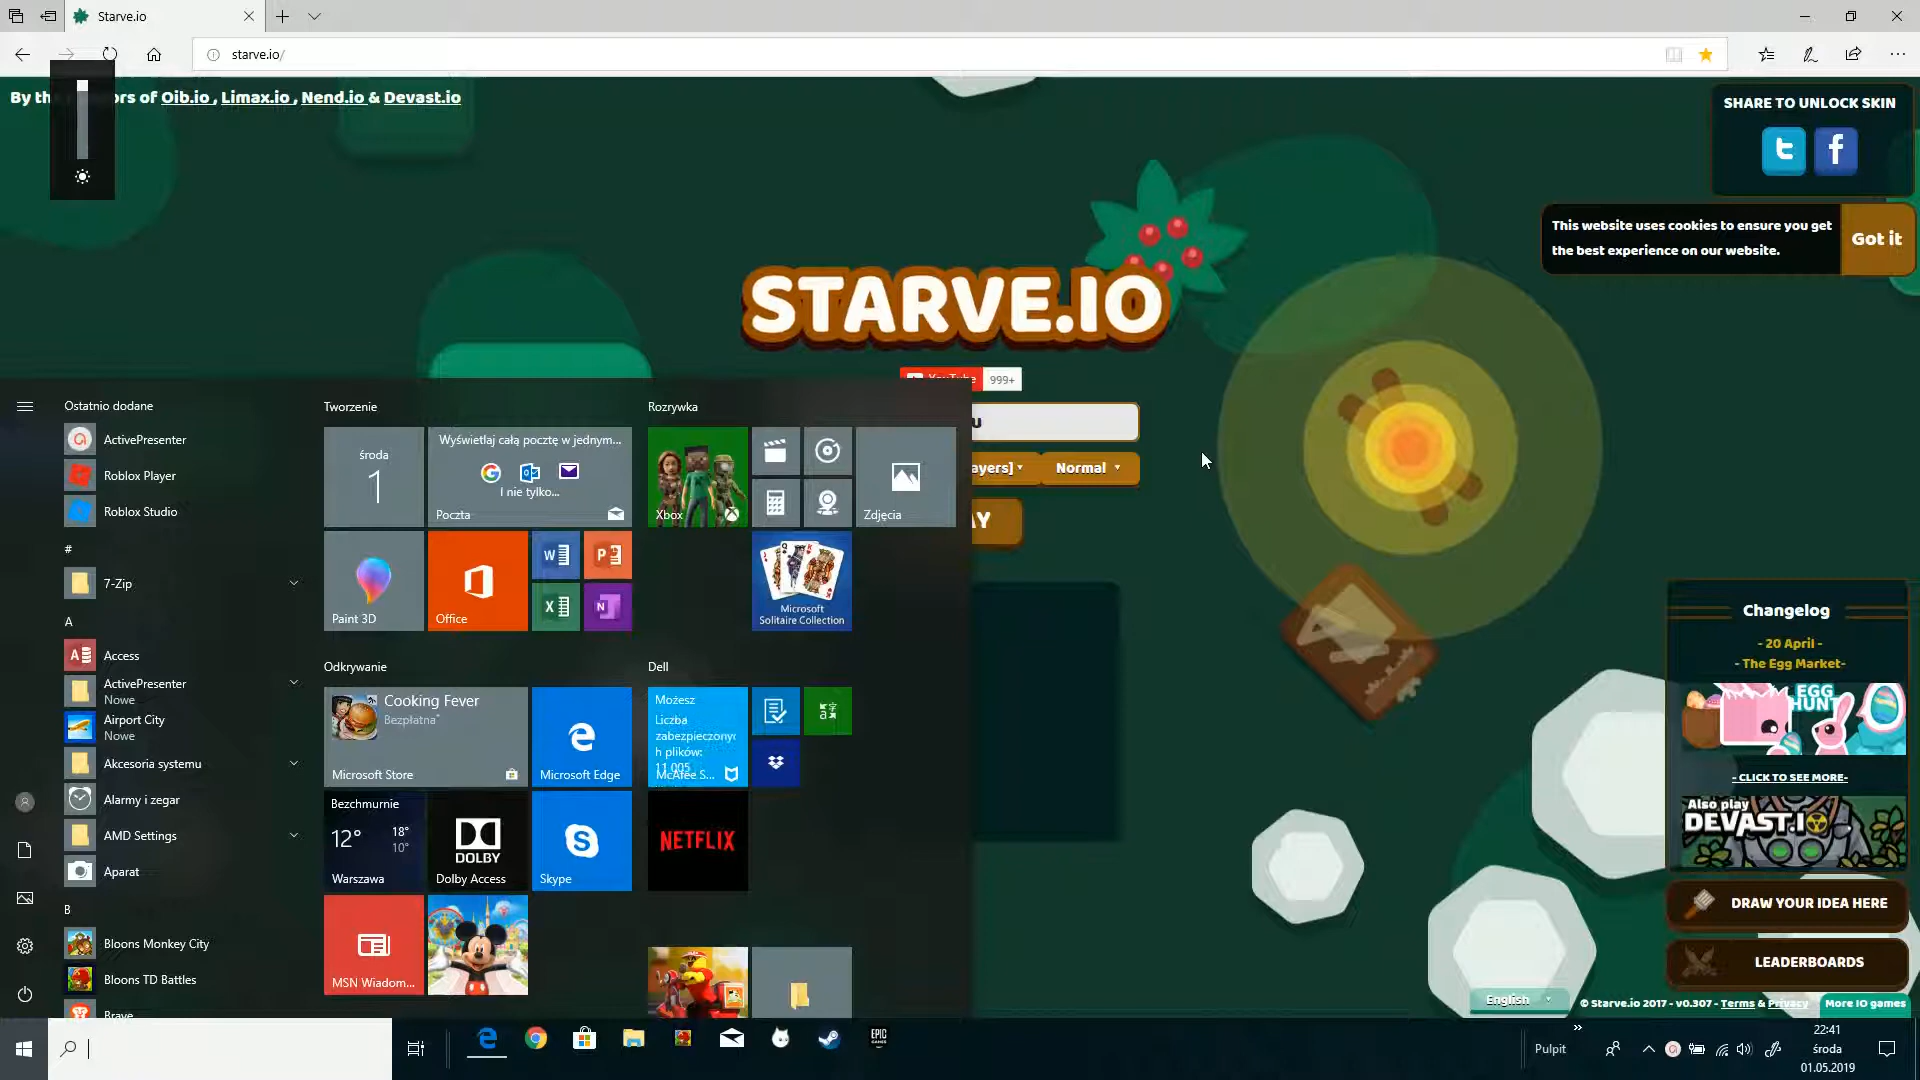 Starve.io
starve.io/
By th
ors of Oib.io , Limax.io , Nend.io & Devast.io
SHARE TO UNLOCK SKIN
This website uses cookies to ensure you get
the best experience on our website.
Got it
STARVE.IO
YouTube 999+
ayers]
Normal
AY
Ostatnio dodane
ActivePresenter
Roblox Player
Roblox Studio
#
7-Zip
A
Access
ActivePresenter
Nowe
Airport City
Nowe
Akcesoria systemu
Alarmy i zegar
AMD Settings
Aparat
B
Bloons Monkey City
Bloons TD Battles
Brave
Tworzenie
środa
1
Wyświetlaj całą pocztę w jednym...
I nie tylko...
Poczta
Paint 3D
Office
Rozrywka
Xbox
Zdjęcia
Microsoft
Solitaire Collection
Odkrywanie
Cooking Fever
Bezpłatna*
Microsoft Store
Microsoft Edge
Bezchmurnie
12° 18°
10°
Warszawa
DOLBY
Dolby Access
Skype
MSN Wiadom...
Dell
Możesz
Liczba
zabezpieczonyc
h plików:
11 005
McAfee S...
NETFLIX
Changelog
- 20 April -
- The Egg Market-
EGG
HUNT
- CLICK TO SEE MORE-
Also play
DEVAST.IO
DRAW YOUR IDEA HERE
LEADERBOARDS
English
© Starve.io 2017 - v0.307 - Terms & Privacy
More IO games
EPIC
GAMES
Pulpit
22:41
środa
01.05.2019